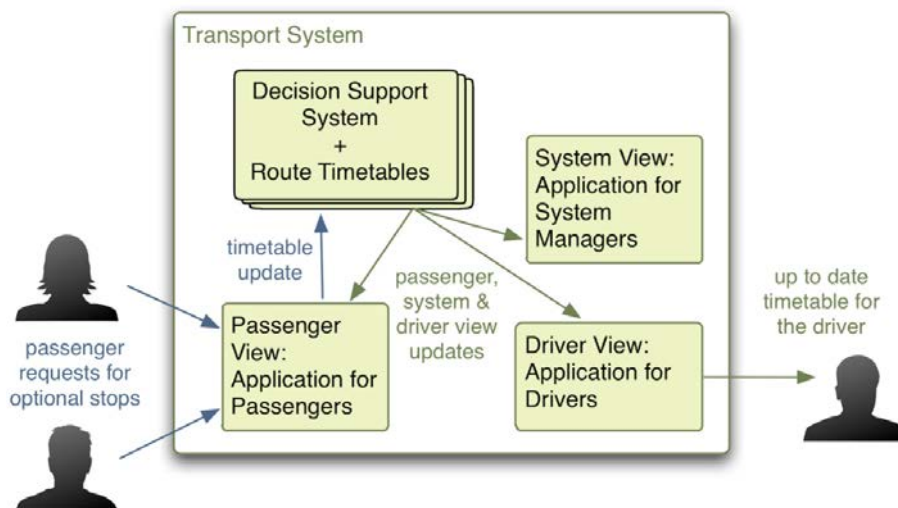 Transport System
Decision Support
System
+
Route Timetables
System View:
Application for
System
Managers
timetable
update
passenger,
system &
driver view
updates
up to date
timetable for
the driver
passenger
requests for
optional stops
Passenger
View:
Application for
Passengers
Driver View:
Application for
Drivers